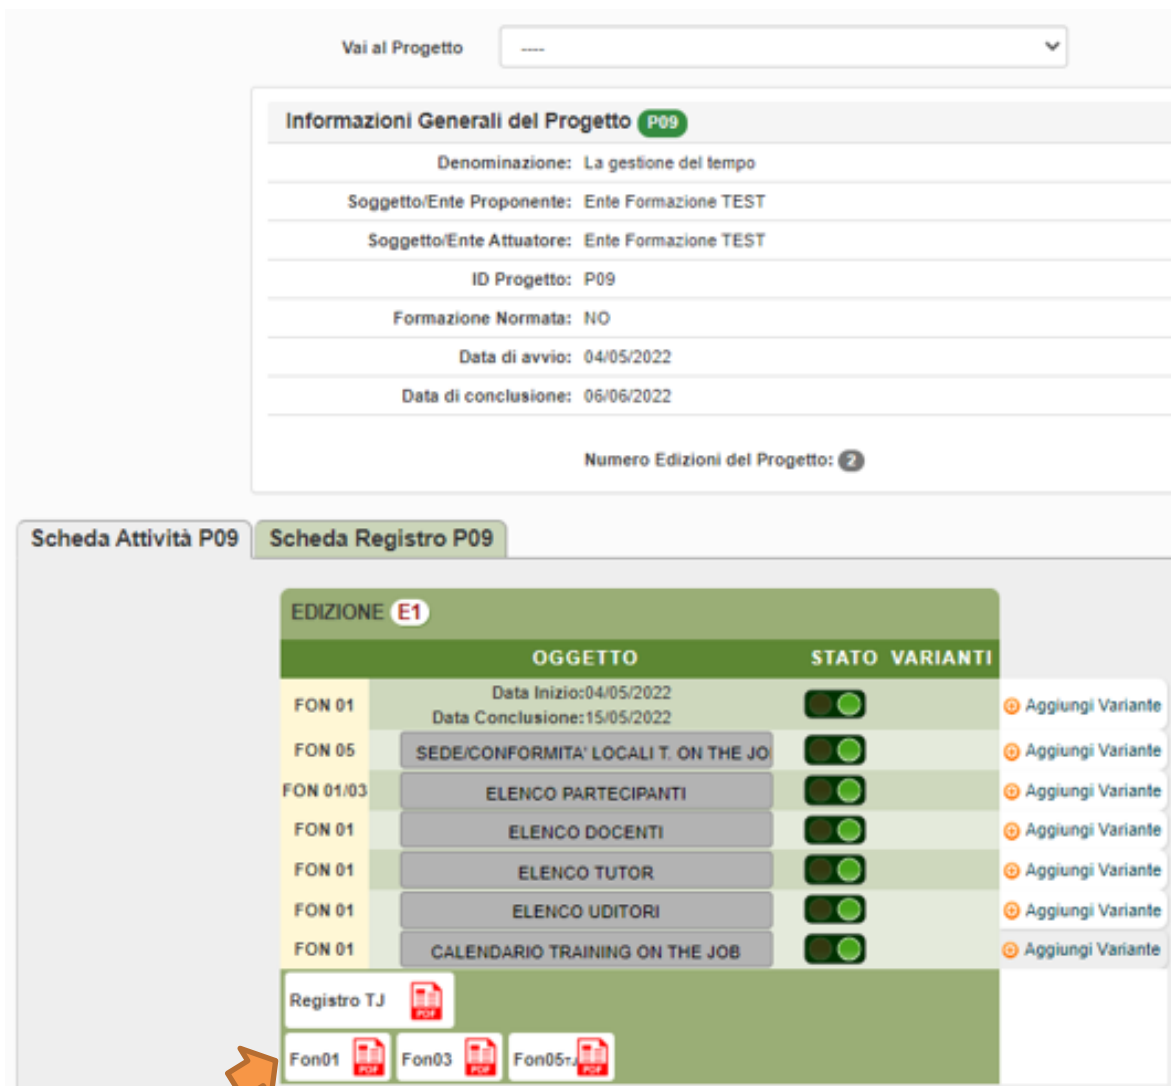 Vai al Progetto ----
Informazioni Generali del Progetto P09
Denominazione: La gestione del tempo
Soggetto/Ente Proponente: Ente Formazione TEST
Soggetto/Ente Attuatore: Ente Formazione TEST
ID Progetto: P09
Formazione Normata: NO
Data di avvio: 04/05/2022
Data di conclusione: 06/06/2022
Numero Edizioni del Progetto: 2
Scheda Attività P09 Scheda Registro P09
EDIZIONE E1
OGGETTO STATO VARIANTI
FON 01 Data Inizio:04/05/2022
Data Conclusione:15/05/2022 Aggiungi Variante
FON 05 SEDE/CONFORMITA' LOCALI T. ON THE JO Aggiungi Variante
FON 01/03 ELENCO PARTECIPANTI Aggiungi Variante
FON 01 ELENCO DOCENTI Aggiungi Variante
FON 01 ELENCO TUTOR Aggiungi Variante
FON 01 ELENCO UDITORI Aggiungi Variante
FON 01 CALENDARIO TRAINING ON THE JOB Aggiungi Variante
Registro TJ PDF
Fon01 PDF Fon03 PDF Fon05TJ PDF